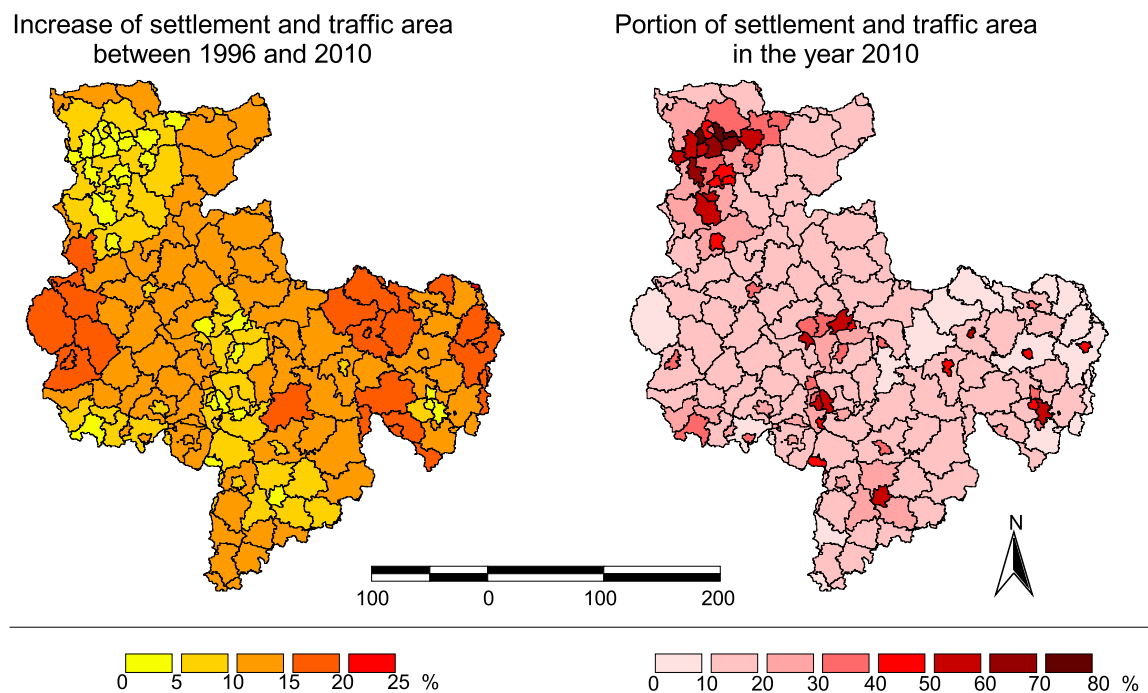 Increase of settlement and traffic area
between 1996 and 2010
Portion of settlement and traffic area
in the year 2010
N
100 0 100 200
0 5 10 15 20 25 %
0 10 20 30 40 50 60 70 80 %